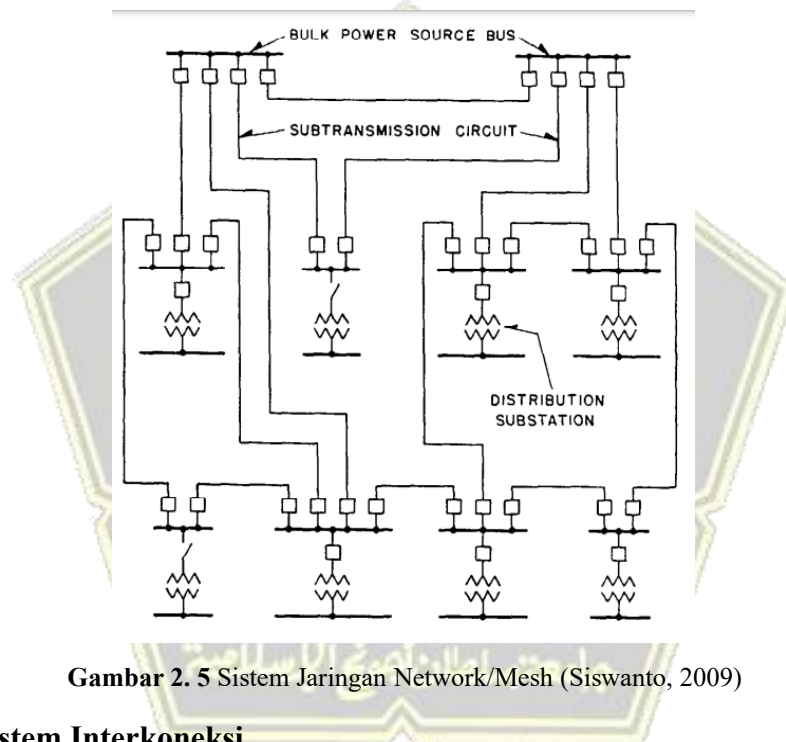 BULK POWER SOURCE BUS
SUBTRANSMISSION CIRCUIT
DISTRIBUTION
SUBSTATION
Gambar 2. 5 Sistem Jaringan Network/Mesh (Siswanto, 2009)
stem Interkoneksi